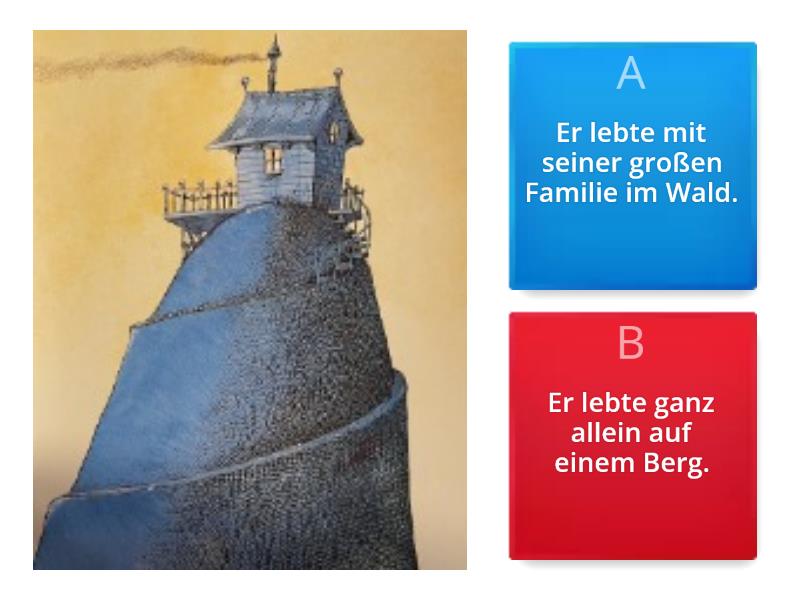 A
Er lebte mit
seiner großen
Familie im Wald.
B
Er lebte ganz
allein auf
einem Berg.